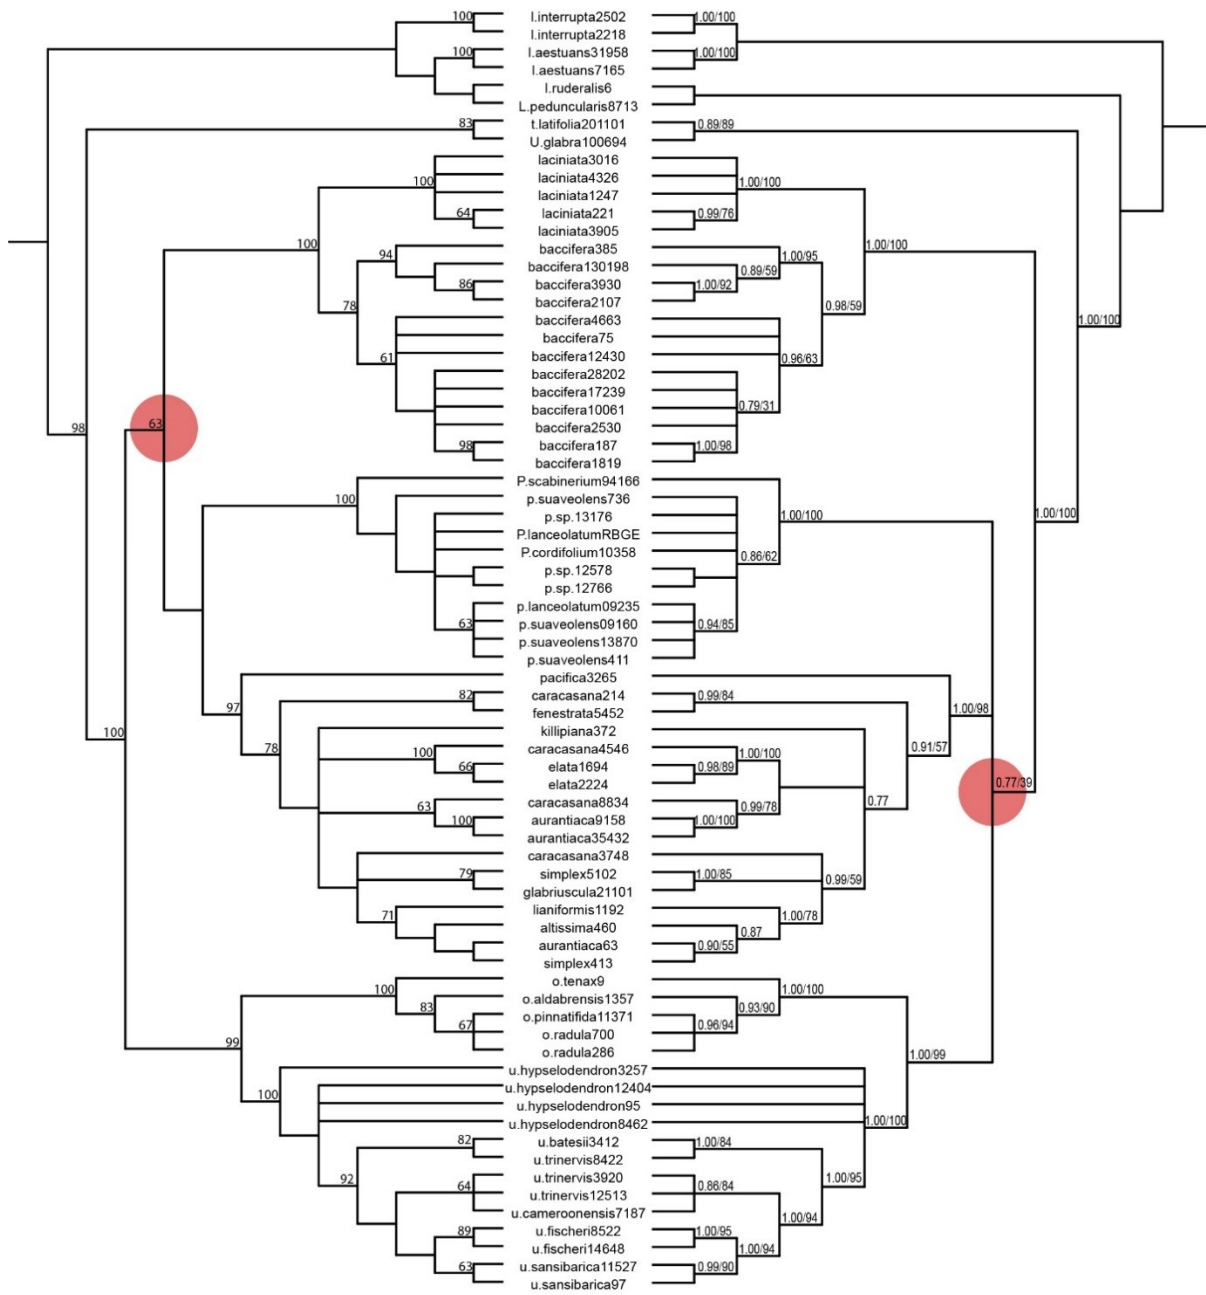 100 l.interrupta2502 1.00/100
l.interrupta2218
100 l.aestuans31958 1.00/100
l.aestuans7165
l.ruderalis6
L.peduncularis8713
83 t.latifolia201101 0.89/89
U.glabra100694
laciniata3016
100 laciniata4326 1.00/100
laciniata1247
64 laciniata221 0.99/76
laciniata3905
100 baccifera385 1.00/100
94 1.00/95
baccifera130198 0.89/59
86 baccifera3930 1.00/92
baccifera2107
78 0.98/59
baccifera4663 1.00/100
baccifera75
61 baccifera12430 0.96/63
baccifera28202
baccifera17239
baccifera10061 0.79/31
63 baccifera2530
98 98 baccifera187 1.00/98
baccifera1819
P.scabinerium94166
100 p.suaveolens736
p.sp.13176 1.00/100 1.00/100
P.lanceolatumRBGE
P.cordifolium10358 0.86/62
p.sp.12578
p.sp.12766
p.lanceolatum09235
63 p.suaveolens09160 0.94/85
p.suaveolens13870
p.suaveolens411
pacifica3265
82 caracasana214 0.99/84
97 fenestrata5452 1.00/98
killipiana372
100 78 100 caracasana4546 1.00/100 0.91/57
66 elata1694 0.98/89
elata2224 0.77/39
63 caracasana8834 0.99/78 0.77
100 aurantiaca9158 1.00/100
aurantiaca35432
caracasana3748
79 simplex5102 1.00/85 0.99/59
glabriuscula21101
71 lianiformis1192 1.00/78
altissima460 0.87
aurantiaca63 0.90/55
simplex413
100 o.tenax9 1.00/100
83 o.aldabrensis1357 0.93/90
o.pinnatifida11371
67 o.radula700 0.96/94
99 o.radula286 1.00/99
u.hypselodendron3257
100 u.hypselodendron12404
u.hypselodendron95
u.hypselodendron8462 1.00/100
82 u.batesii3412 1.00/84
u.trinervis8422
92 u.trinervis3920 1.00/95
64 u.trinervis12513 0.86/84
u.cameroonensis7187 1.00/94
89 u.fischeri8522 1.00/95
u.fischeri14648 1.00/94
63 u.sansibarica11527 0.99/90
u.sansibarica97